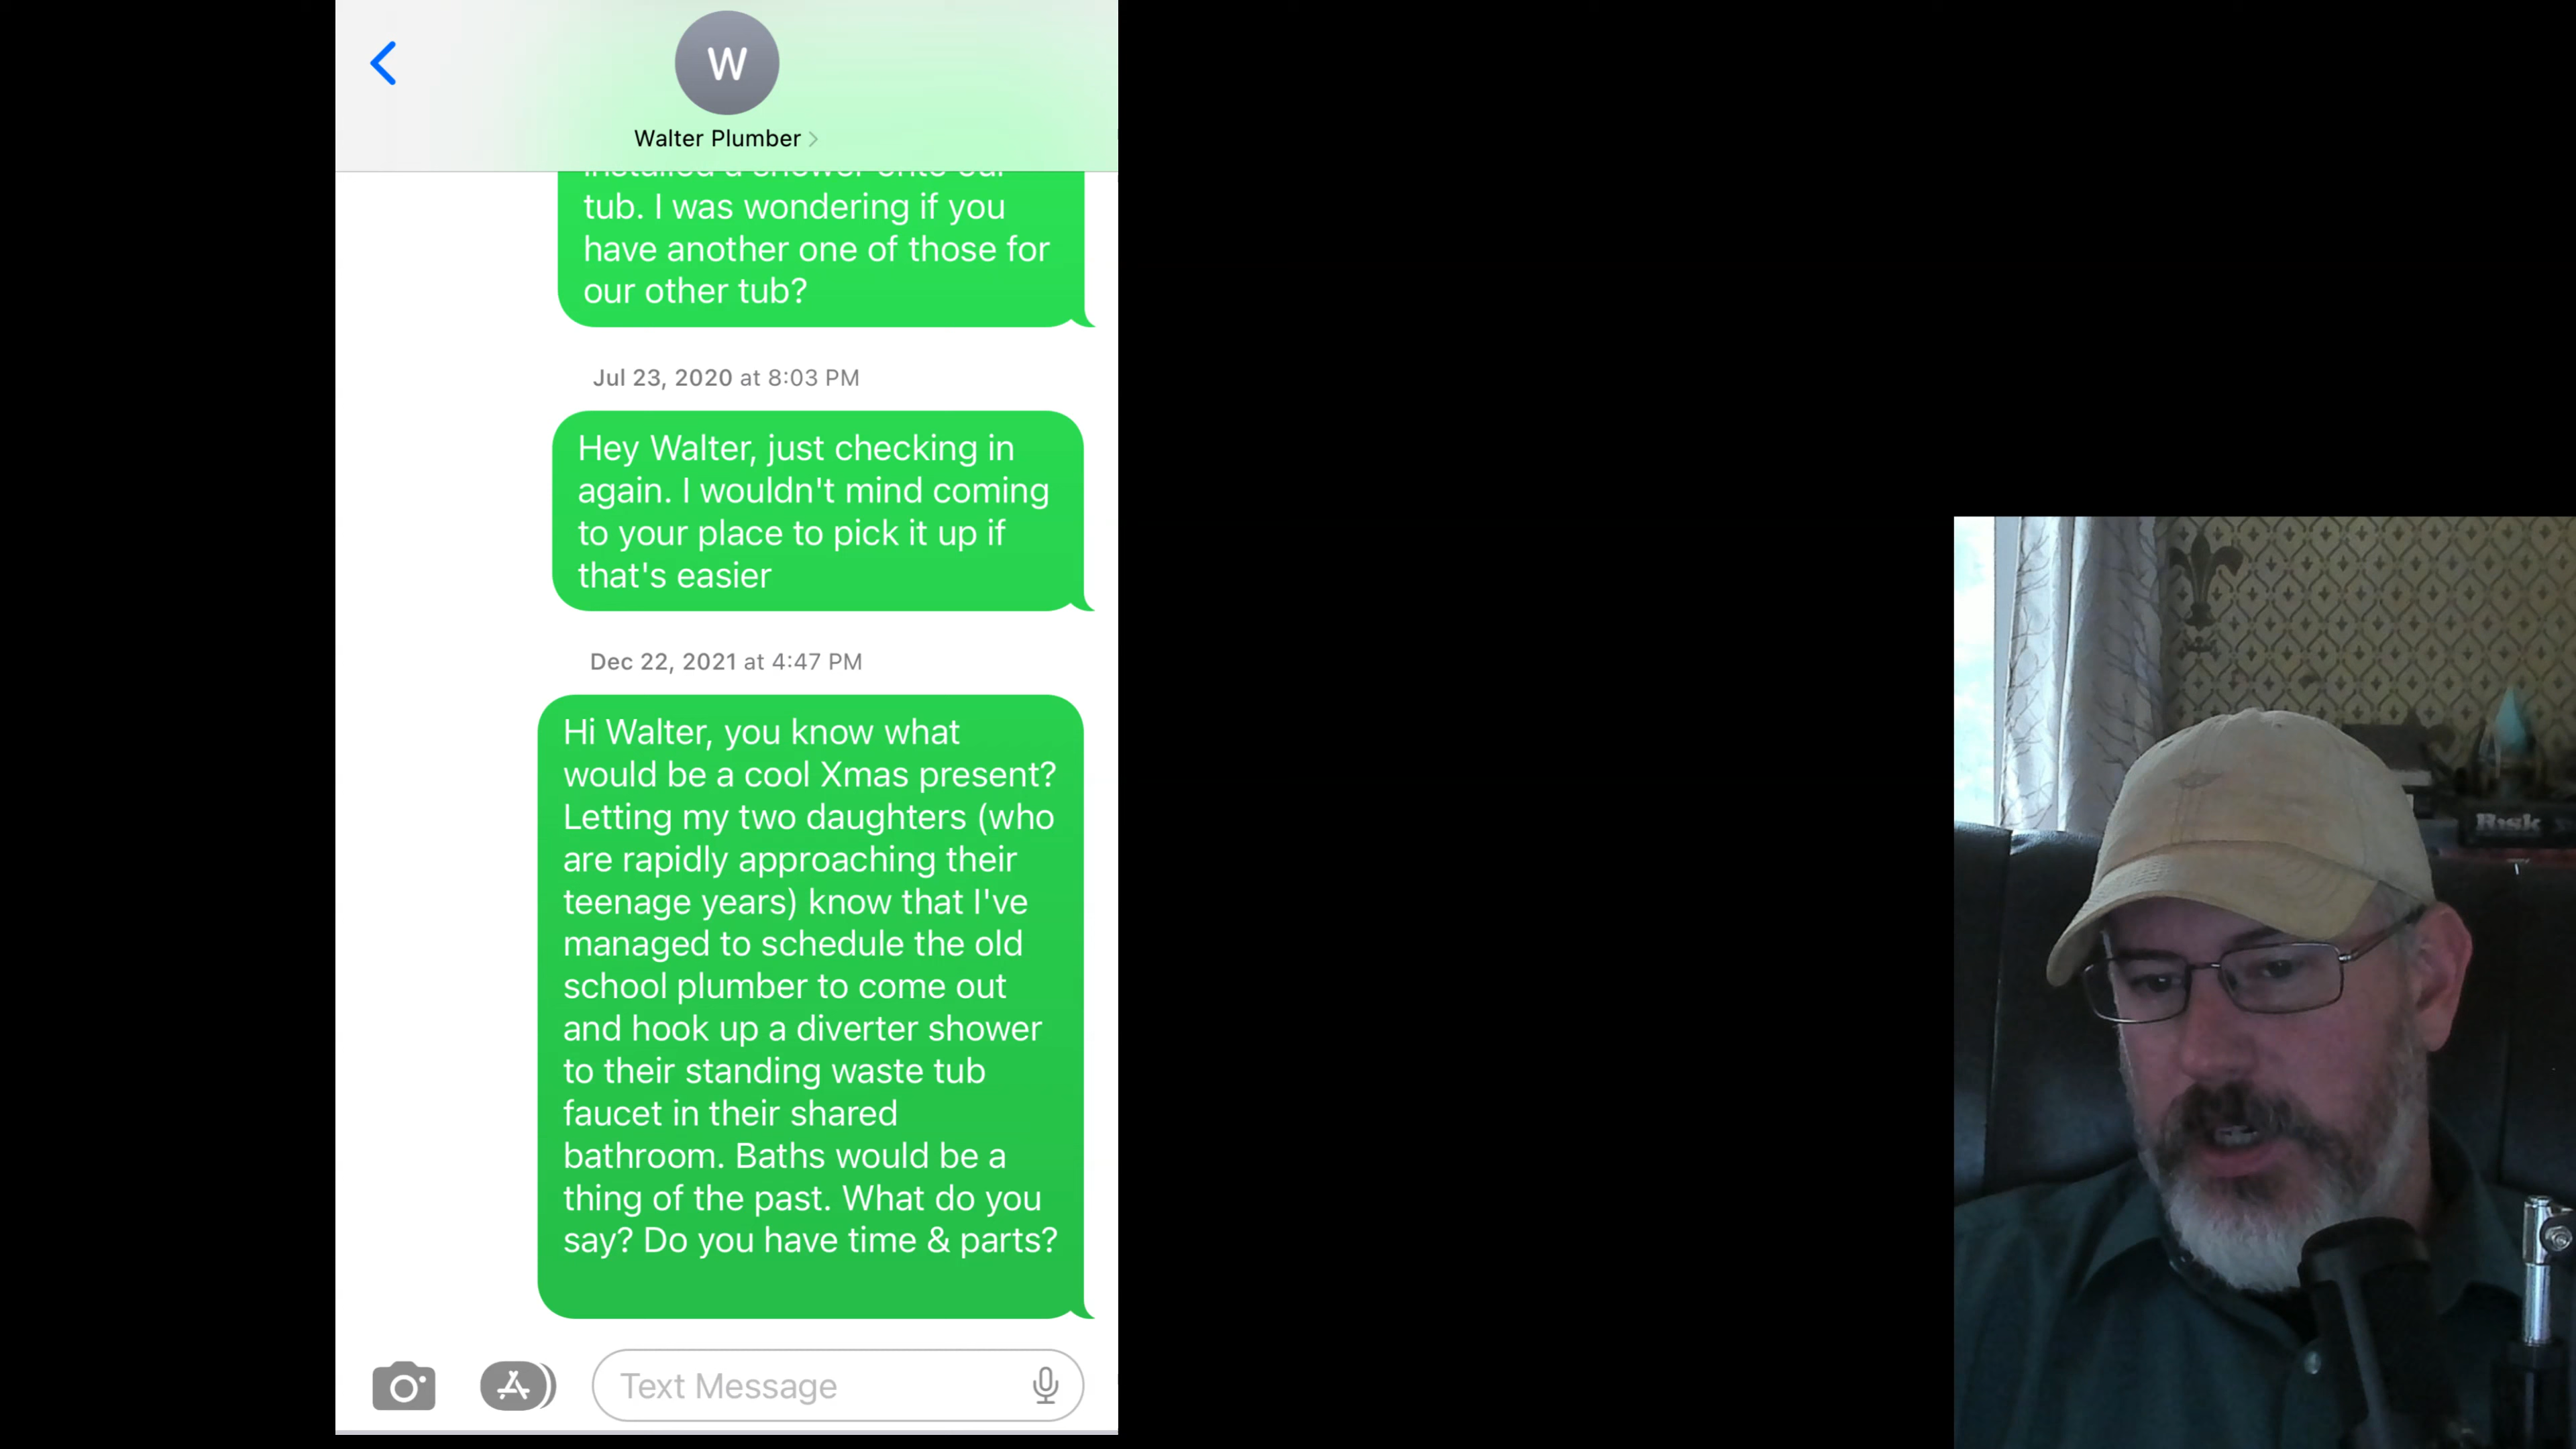 W
Walter Plumber
installed a shower onto our
tub. I was wondering if you
have another one of those for
our other tub?
Jul 23, 2020 at 8:03 PM
Hey Walter, just checking in
again. I wouldn't mind coming
to your place to pick it up if
that's easier
Dec 22, 2021 at 4:47 PM
Hi Walter, you know what
would be a cool Xmas present?
Letting my two daughters (who
are rapidly approaching their
teenage years) know that I've
managed to schedule the old
school plumber to come out
and hook up a diverter shower
to their standing waste tub
faucet in their shared
bathroom. Baths would be a
thing of the past. What do you
say? Do you have time & parts?
Text Message
Risk